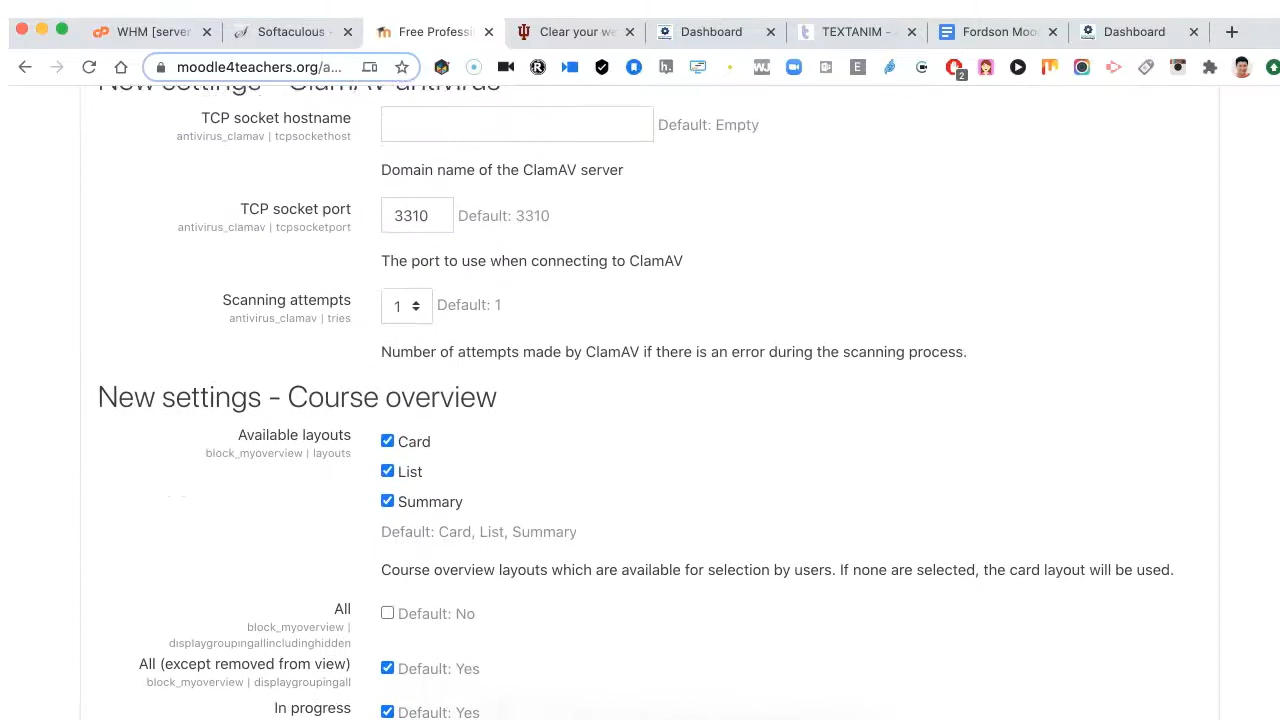 WHM [server
Softaculous -
Free Professi
Clear your we
Dashboard
TEXTANIM -
Fordson Moo
Dashboard
moodle4teachers.org/a...
2
New settings - ClamAV antivirus
TCP socket hostname
antivirus_clamav | tcpsockethost
Default: Empty
Domain name of the ClamAV server
TCP socket port
antivirus_clamav | tcpsocketport
3310 Default: 3310
The port to use when connecting to ClamAV
Scanning attempts
antivirus_clamav | tries
1 Default: 1
Number of attempts made by ClamAV if there is an error during the scanning process.
New settings - Course overview
Available layouts
block_myoverview | layouts
Card
List
Summary
Default: Card, List, Summary
Course overview layouts which are available for selection by users. If none are selected, the card layout will be used.
All
block_myoverview |
displaygroupingallincludinghidden
Default: No
All (except removed from view)
block_myoverview | displaygroupingall
Default: Yes
In progress
Default: Yes